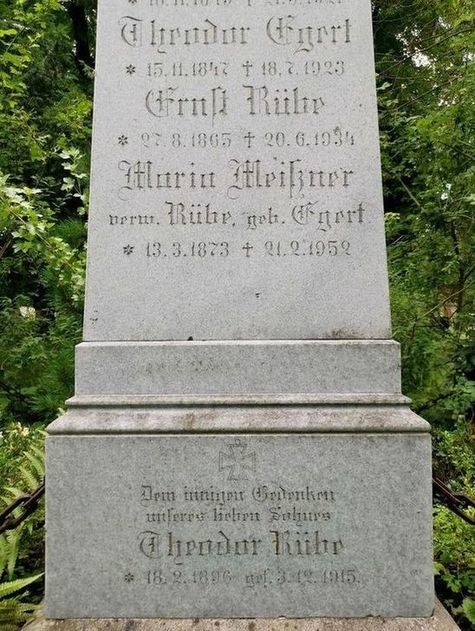 Theodor Egert
* 15.11.1847 † 18.7.1923
Ernst Rübe
* 27.8.1865 † 20.6.1934
Maria Meiszner
verw. Rübe, geb. Egert
* 13.3.1873 † 21.2.1952
Dem innigen Gedenken
unseres lieben Sohnes
Theodor Rübe
* 18.2.1896 gef. 3.12.1915.